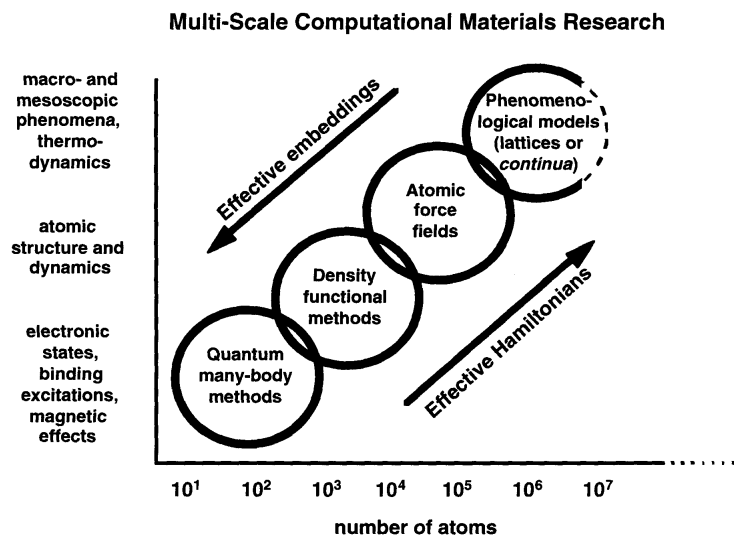 Multi-Scale Computational Materials Research
macro- and
mesoscopic
phenomena,
thermo-
dynamics
atomic
structure and
dynamics
electronic
states,
binding
excitations,
magnetic
effects
Effective embeddings
Phenomeno-
logical models
(lattices or
continua)
Atomic
force
fields
Density
functional
methods
Quantum
many-body
methods
Effective Hamiltonians
10¹ 10² 10³ 10⁴ 10⁵ 10⁶ 10⁷
number of atoms